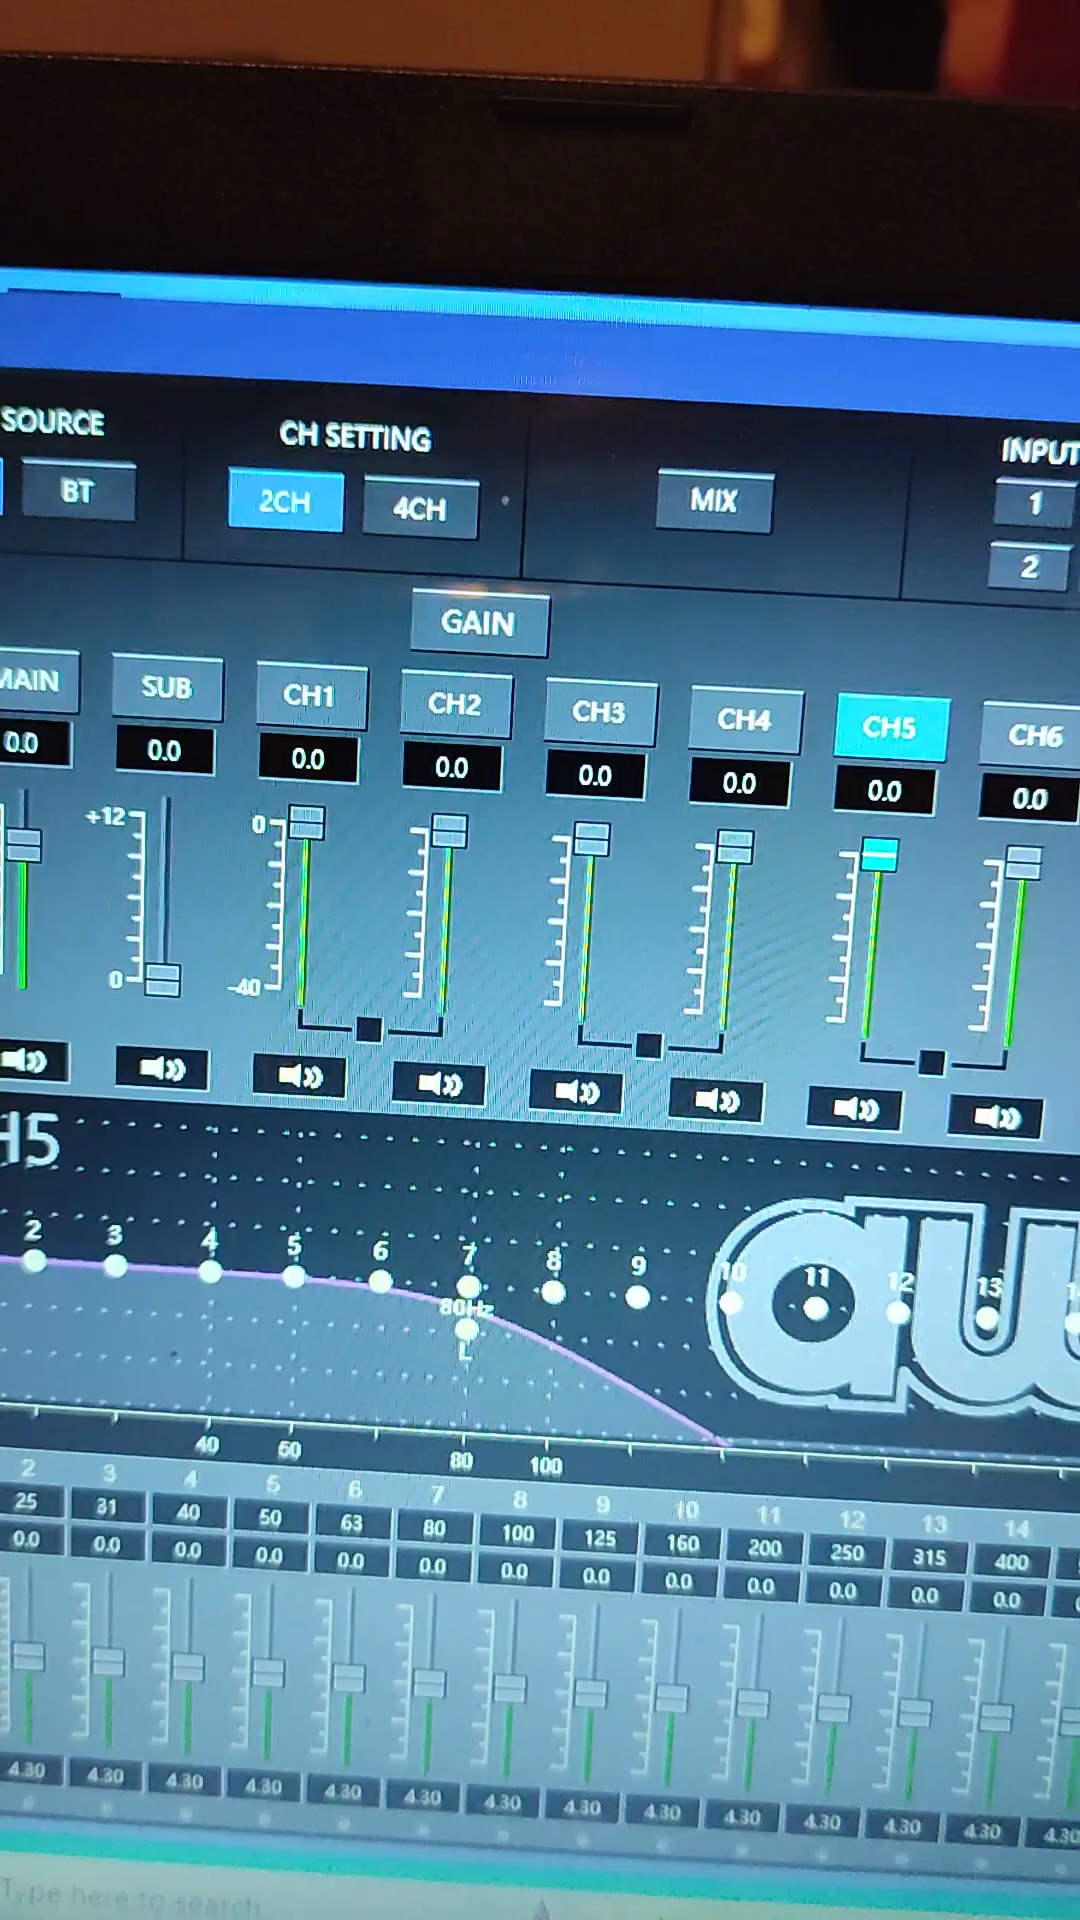 SOURCE CH SETTING INPUT
BT 2CH 4CH MIX 1
2
GAIN
MAIN SUB CH1 CH2 CH3 CH4 CH5 CH6
0.0 0.0 0.0 0.0 0.0 0.0 0.0 0.0
+12 0
0 -40
H5
2 3 4 5 6 7 8 9 10 11 12 13
80Hz
L
au
40 50 80 100
2 3 4 5 6 7 8 9 10 11 12 13 14
25 31 40 50 63 80 100 125 160 200 250 315 400
0.0 0.0 0.0 0.0 0.0 0.0 0.0 0.0 0.0 0.0 0.0 0.0 0.0
4.30 4.30 4.30 4.30 4.30 4.30 4.30 4.30 4.30 4.30 4.30 4.30 4.30 4.30
Type here to search